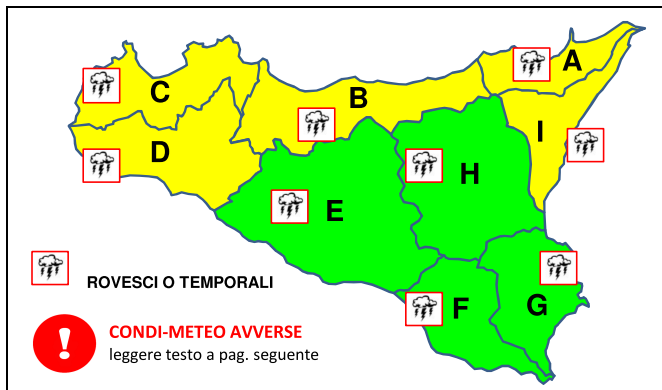 A
C
B
I
D
H
E
G
F
ROVESCI O TEMPORALI
! CONDI-METEO AVVERSE
leggere testo a pag. seguente